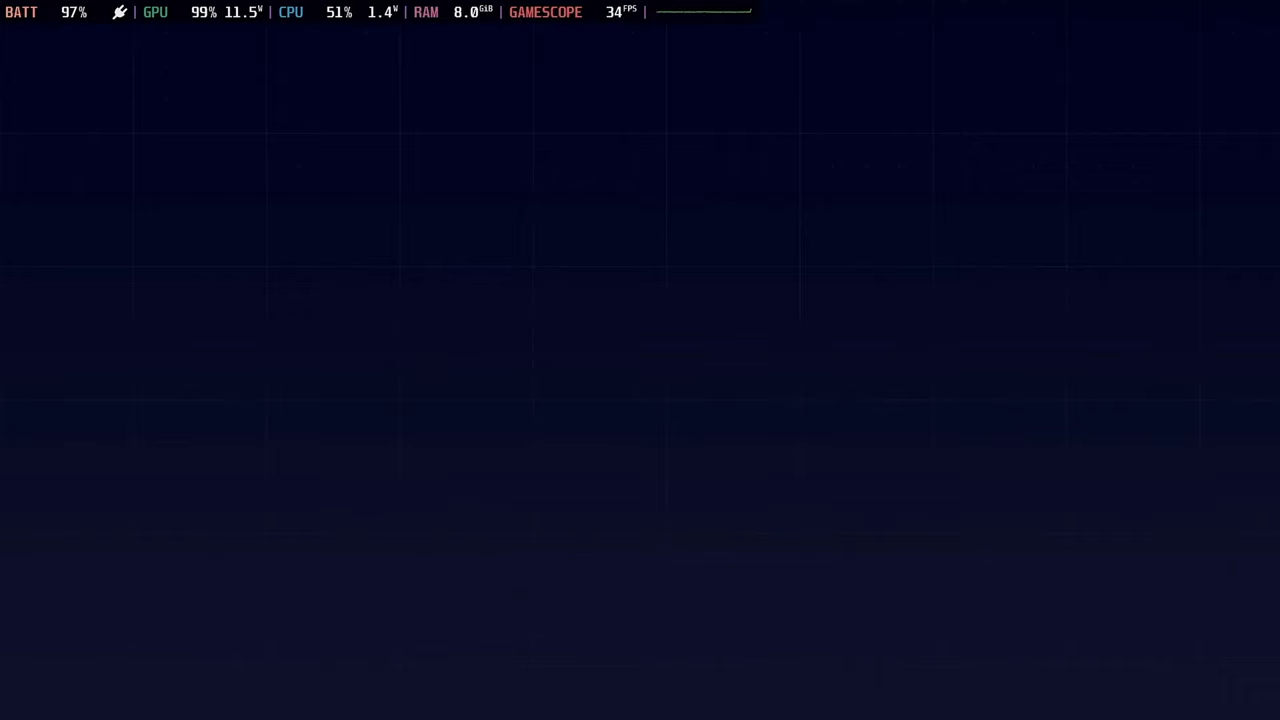 BATT 97% | GPU 99% 11.5W | CPU 51% 1.4W | RAM 8.0GiB | GAMESCOPE 34FPS |